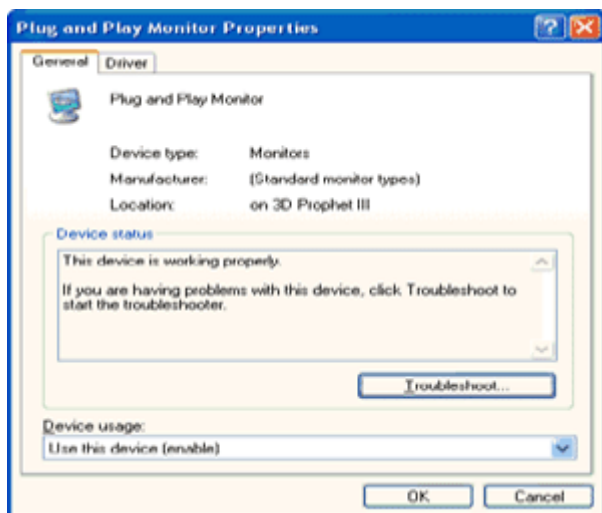 Plug and Play Monitor Properties
General Driver
Plug and Play Monitor
Device type: Monitors
Manufacturer: (Standard monitor types)
Location: on 3D Prophet III
Device status
This device is working properly.
If you are having problems with this device, click Troubleshoot to
start the troubleshooter.
Troubleshoot...
Device usage:
Use this device (enable)
OK Cancel